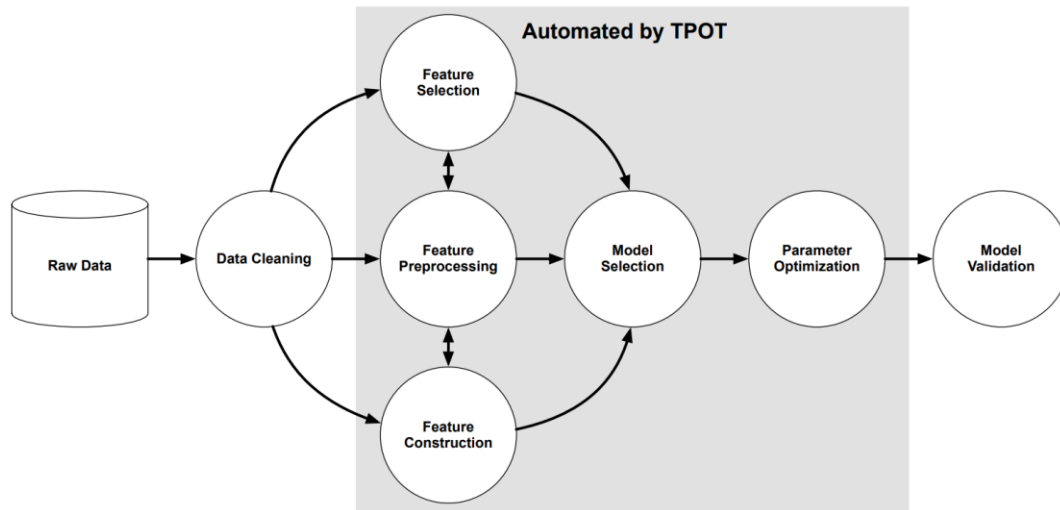 Automated by TPOT
Feature
Selection
Raw Data
Data Cleaning
Feature
Preprocessing
Model
Selection
Parameter
Optimization
Model
Validation
Feature
Construction